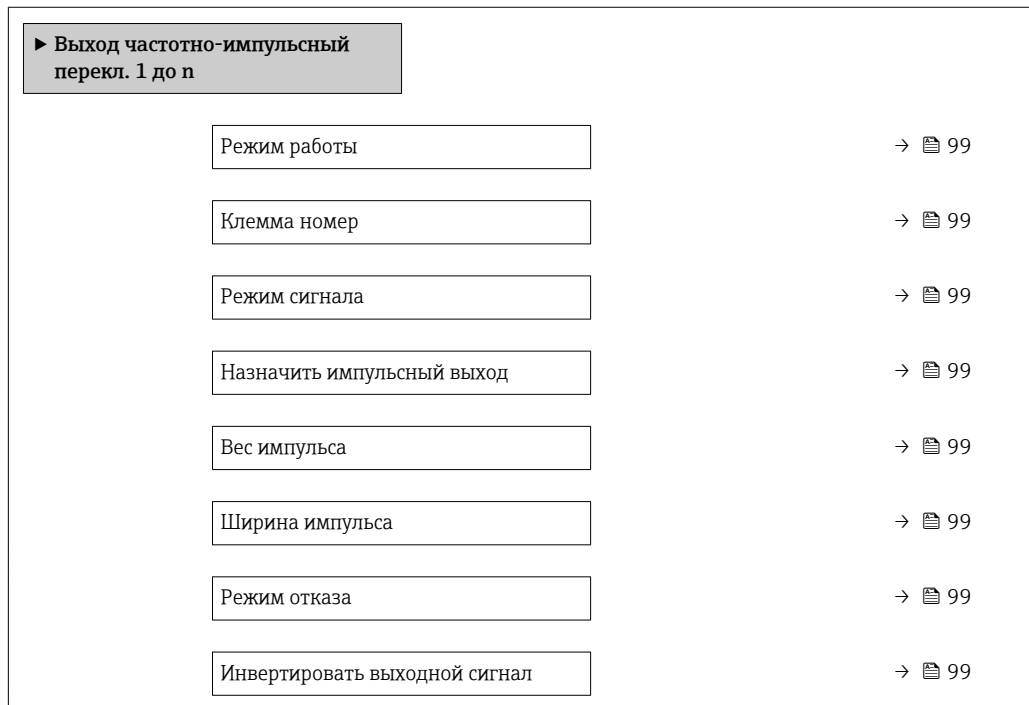 ► Выход частотно-импульсный
перекл. 1 до n
Режим работы → 99
Клемма номер → 99
Режим сигнала → 99
Назначить импульсный выход → 99
Вес импульса → 99
Ширина импульса → 99
Режим отказа → 99
Инвертировать выходной сигнал → 99